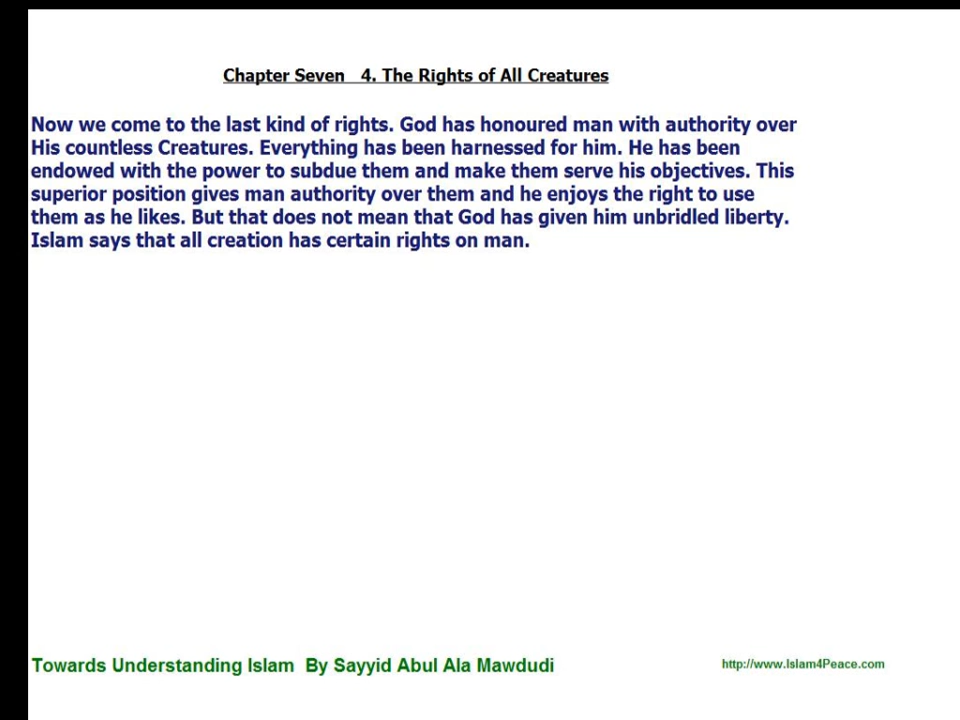 Chapter Seven 4. The Rights of All Creatures
Now we come to the last kind of rights. God has honoured man with authority over
His countless Creatures. Everything has been harnessed for him. He has been
endowed with the power to subdue them and make them serve his objectives. This
superior position gives man authority over them and he enjoys the right to use
them as he likes. But that does not mean that God has given him unbridled liberty.
Islam says that all creation has certain rights on man.
Towards Understanding Islam By Sayyid Abul Ala Mawdudi
http://www.Islam4Peace.com